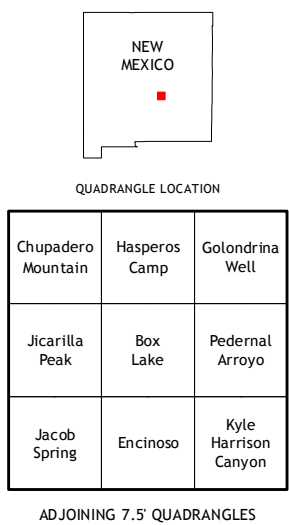 NEW
MEXICO
QUADRANGLE LOCATION
Chupadero
Mountain
Hasperos
Camp
Golondrina
Well
Jicarilla
Peak
Box
Lake
Pedernal
Arroyo
Jacob
Spring
Encinoso
Kyle
Harrison
Canyon
ADJOINING 7.5' QUADRANGLES